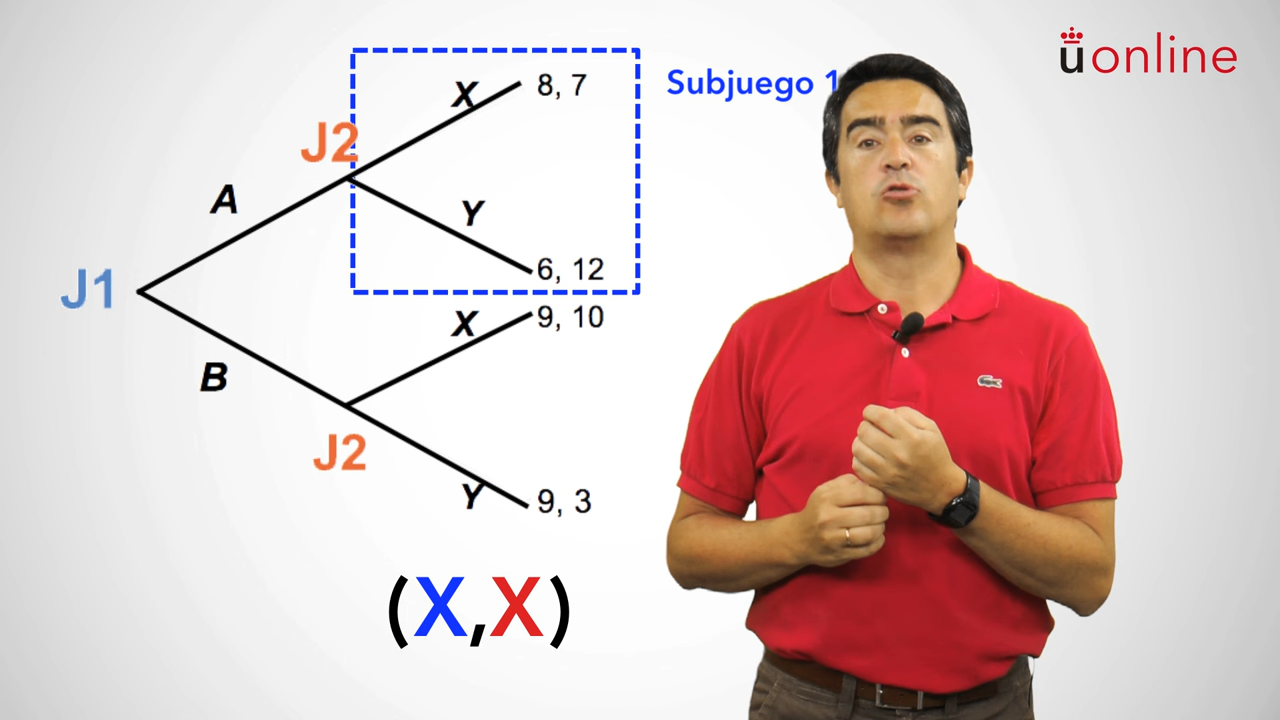 üonline
Subjuego 1
X
8, 7
J2
A
Y
6, 12
J1
X
9, 10
B
J2
Y
9, 3
(X,X)